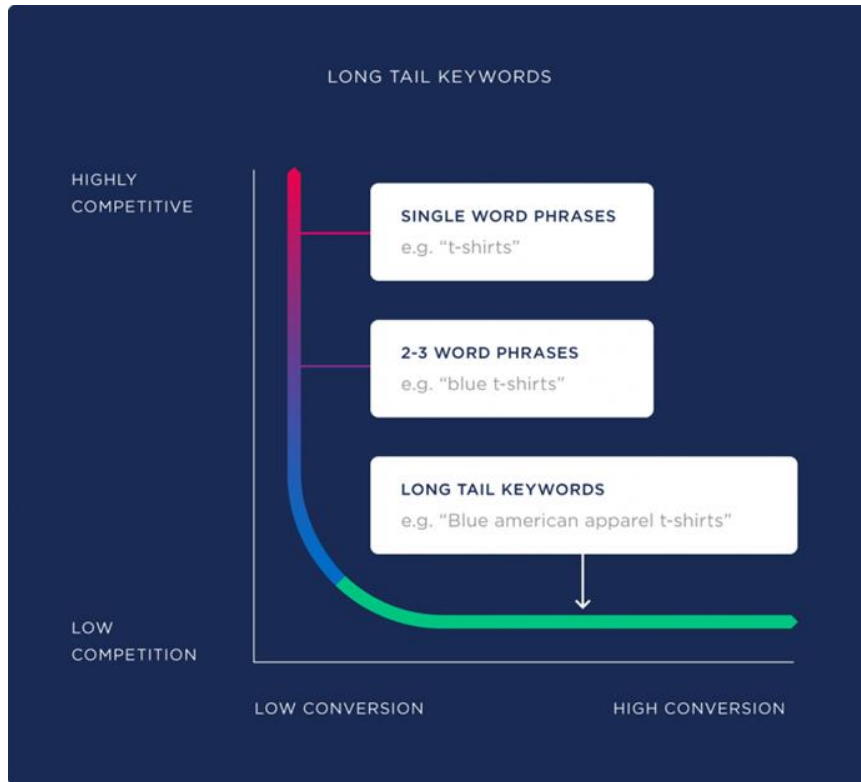 LONG TAIL KEYWORDS
HIGHLY
COMPETITIVE
SINGLE WORD PHRASES
e.g. “t-shirts”
2-3 WORD PHRASES
e.g. “blue t-shirts”
LONG TAIL KEYWORDS
e.g. “Blue american apparel t-shirts”
LOW
COMPETITION
LOW CONVERSION
HIGH CONVERSION